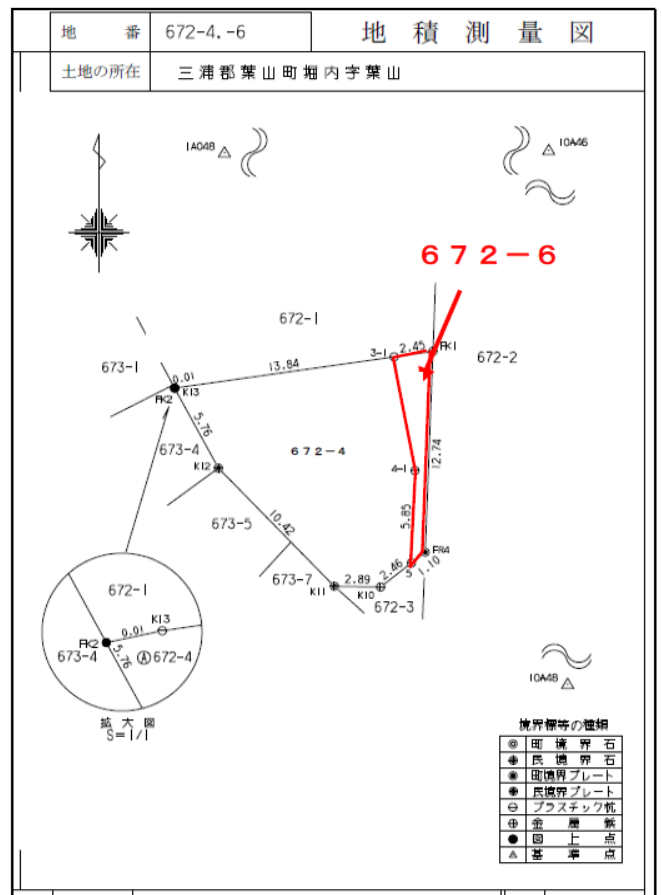 地 番 672-4.-6 地積測量図
土地の所在 三浦郡葉山町堀内字葉山
1A04B
10A46
672-6
672-1
3-1 2.45 PK1
672-2
673-1
13.84
0.01
PK2 K13
5.76
673-4
672-4
12.74
K12
4-1
673-5
10.42
5.85
PR4
5 1.10
673-7
2.89 2.46
K11 K10
672-3
672-1
K13
0.01
PK2
673-4 5.76 Ⓐ672-4
拡大図
S=1/1
10A4B
境界標等の種類
町境界石
民境界石
町境界プレート
民境界プレート
プラスチック杭
金属鋲
図上点
基準点